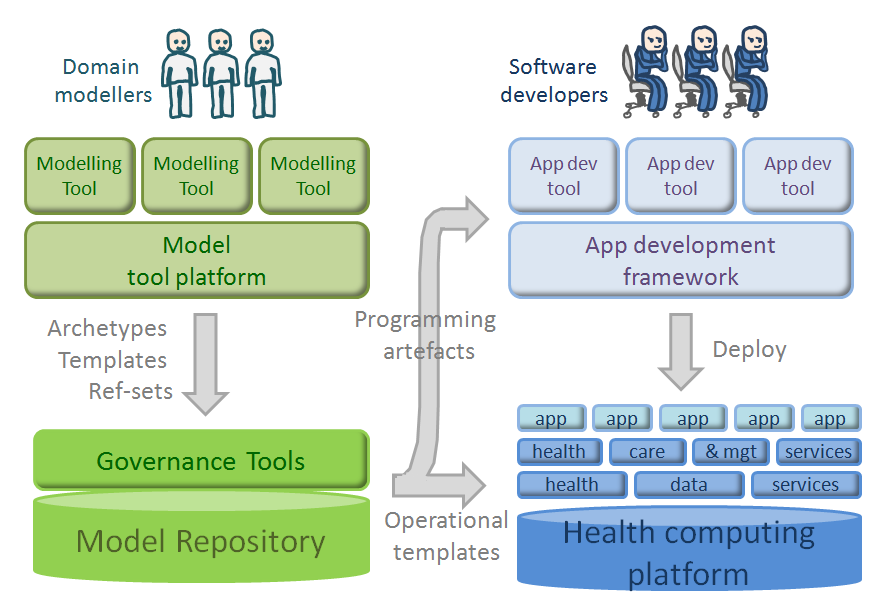 Domain
modellers
Software
developers
Modelling
Tool
Modelling
Tool
Modelling
Tool
App dev
tool
App dev
tool
App dev
tool
Model
tool platform
App development
framework
Archetypes
Templates
Ref-sets
Programming
artefacts
Deploy
app app app app app
health care & mgt services
health data services
Governance Tools
Model Repository
Operational
templates
Health computing
platform